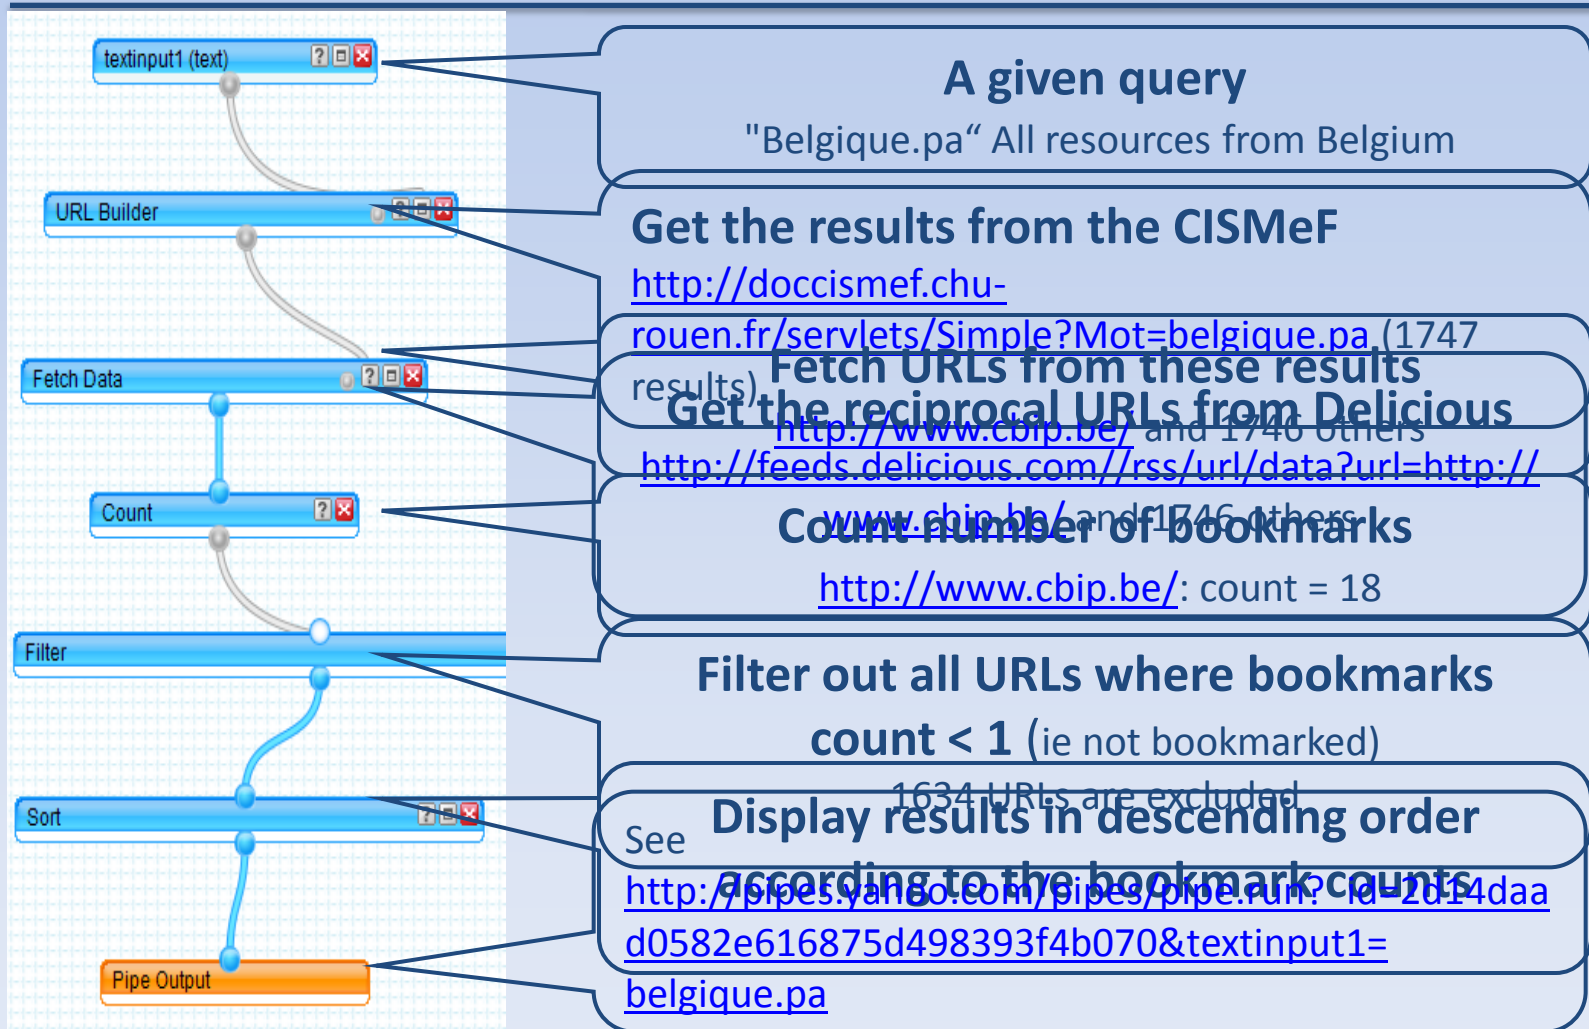 textinput1 (text)
URL Builder
Fetch Data
Count
Filter
Sort
Pipe Output
A given query
"Belgique.pa“ All resources from Belgium
Get the results from the CISMeF
http://doccismef.chu-
rouen.fr/servlets/Simple?Mot=belgique.pa (1747
results)
Fetch URLs from these results
http://www.cbip.be/ and 1746 others
Get the reciprocal URLs from Delicious
http://feeds.delicious.com//rss/url/data?url=http://
www.cbip.be/ and 1746 others
Count number of bookmarks
http://www.cbip.be/: count = 18
Filter out all URLs where bookmarks
count < 1 (ie not bookmarked)
1634 URLs are excluded
Display results in descending order
according to the bookmark counts
See
http://pipes.yahoo.com/pipes/pipe.run?_id=2d14daa
d0582e616875d498393f4b070&textinput1=
belgique.pa